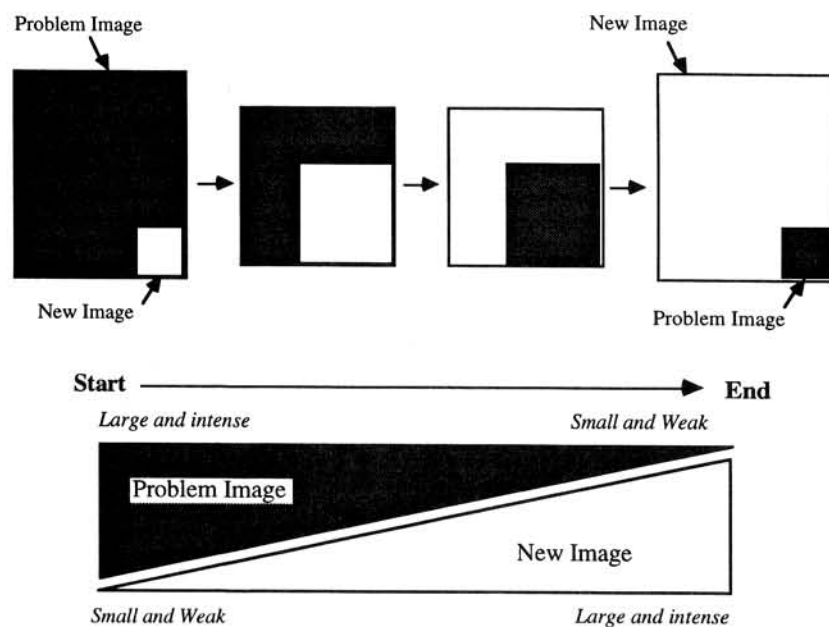 Problem Image
New Image
New Image
Problem Image
Start
End
Large and intense
Small and Weak
Problem Image
New Image
Small and Weak
Large and intense